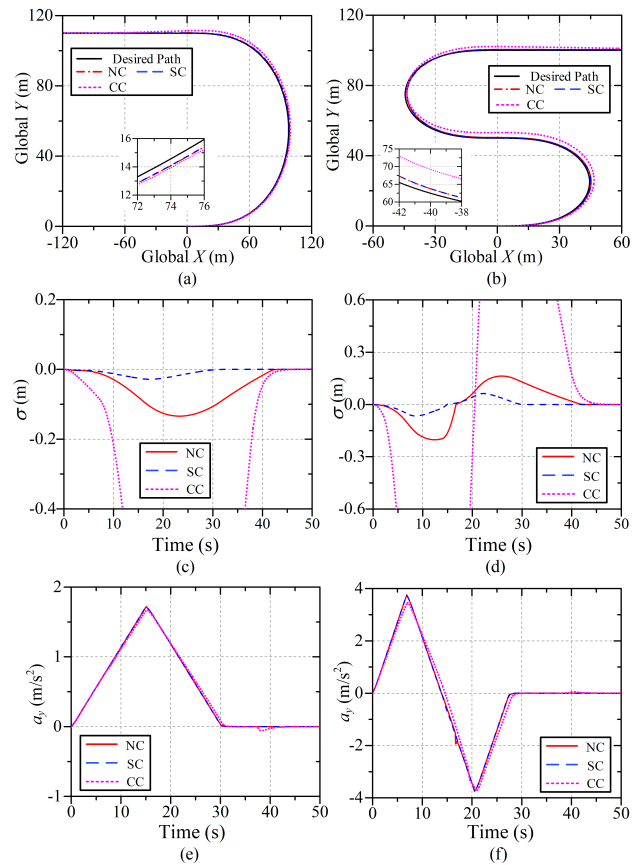 120
80
40
0
Global Y (m)
Desired Path
NC
SC
CC
16
14
12
72
74
76
-120
-60
0
60
120
Global X (m)
(a)
120
80
40
0
Global Y (m)
Desired Path
NC
SC
CC
75
70
65
60
-42
-40
-38
-60
-30
0
30
60
Global X (m)
(b)
0.2
0.0
-0.2
-0.4
σ (m)
NC
SC
CC
0
10
20
30
40
50
Time (s)
(c)
0.6
0.3
0.0
-0.3
-0.6
σ (m)
NC
SC
CC
0
10
20
30
40
50
Time (s)
(d)
2
1
0
-1
ay (m/s²)
NC
SC
CC
0
10
20
30
40
50
Time (s)
(e)
4
2
0
-2
-4
ay (m/s²)
NC
SC
CC
0
10
20
30
40
50
Time (s)
(f)